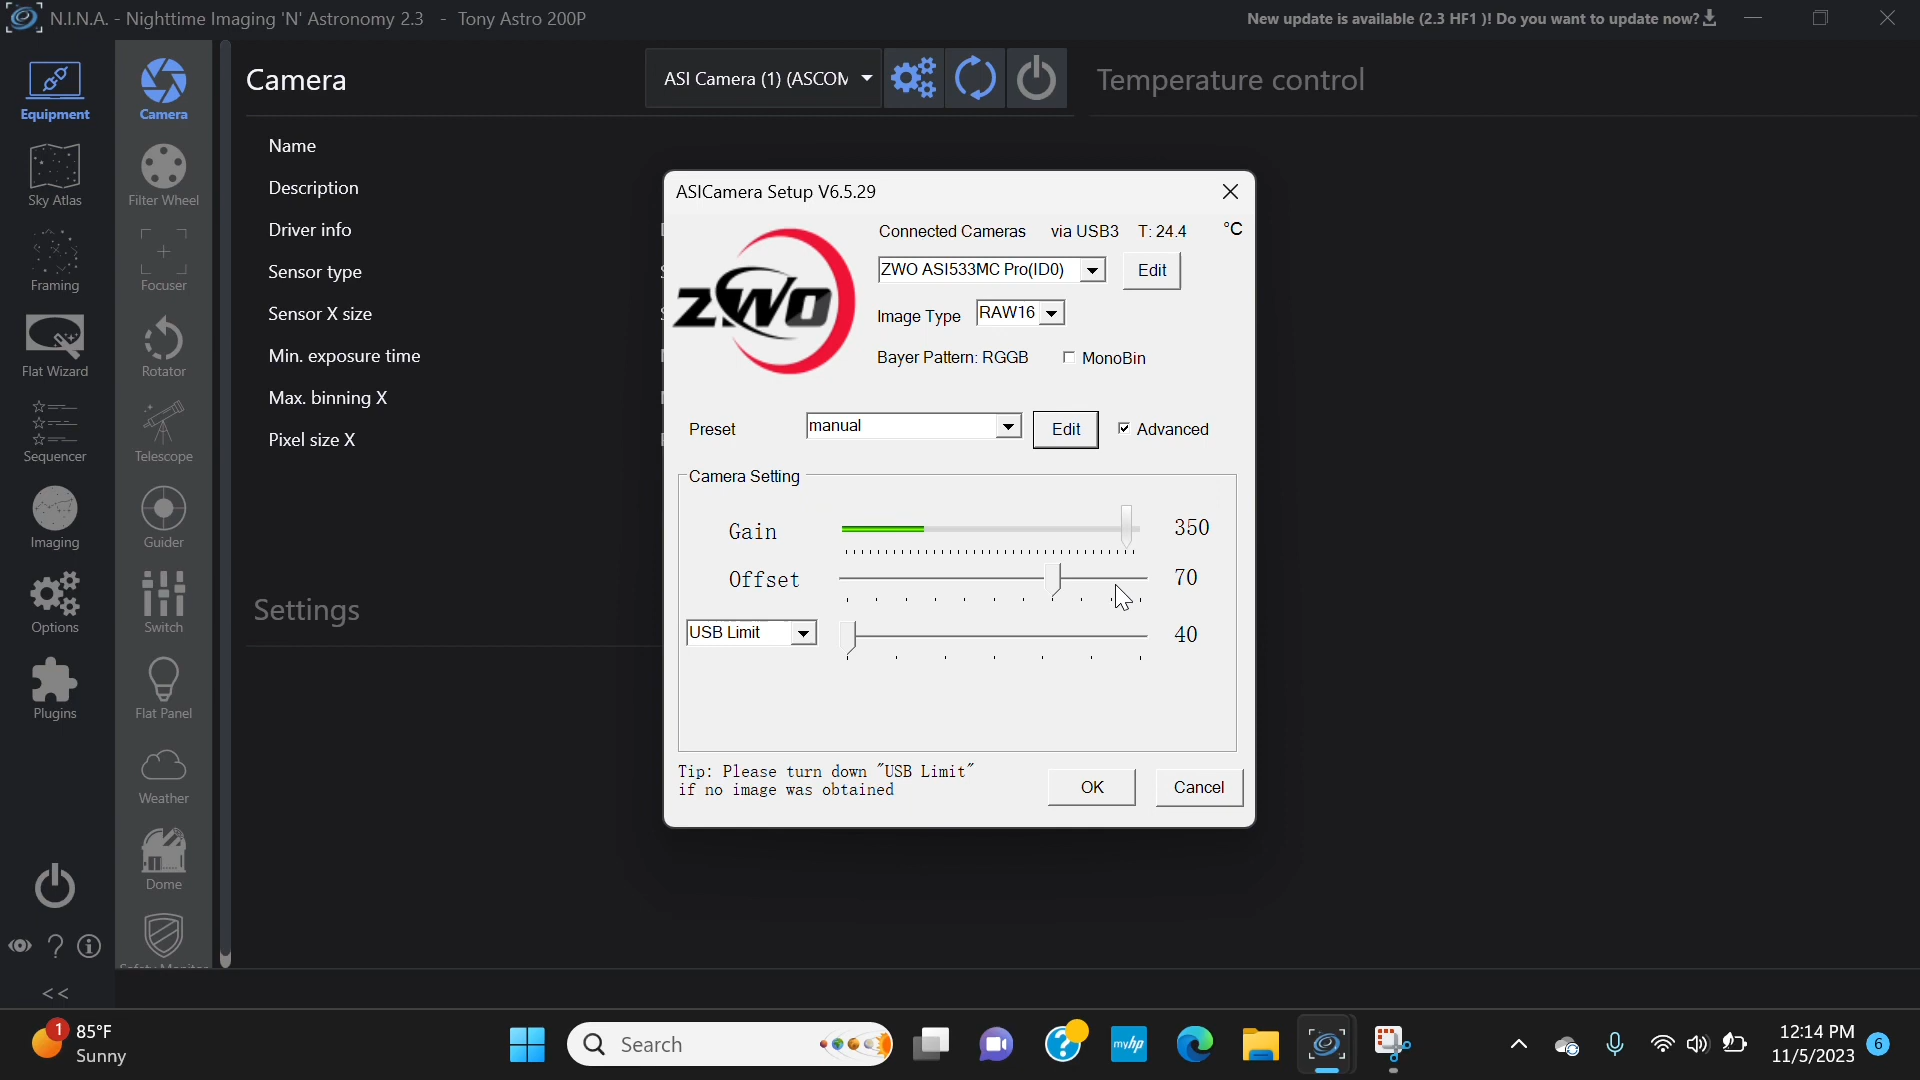 N.I.N.A. - Nighttime Imaging 'N' Astronomy 2.3 - Tony Astro 200P
New update is available (2.3 HF1 )! Do you want to update now?
Equipment
Sky Atlas
Framing
Flat Wizard
Sequencer
Imaging
Options
Plugins
<<
Camera
Filter Wheel
Focuser
Rotator
Telescope
Guider
Switch
Flat Panel
Weather
Dome
Camera
ASI Camera (1) (ASCOM
Temperature control
Name
Description
Driver info
Sensor type
Sensor X size
Min. exposure time
Max. binning X
Pixel size X
Settings
ASICamera Setup V6.5.29
ZWO
Connected Cameras via USB3 T: 24.4 °C
ZWO ASI533MC Pro(ID0) Edit
Image Type RAW16
Bayer Pattern: RGGB MonoBin
Preset manual Edit Advanced
Camera Setting
Gain 350
Offset 70
USB Limit 40
Tip: Please turn down "USB Limit"
if no image was obtained
OK Cancel
1
85°F
Sunny
Search
myhp
12:14 PM
11/5/2023
6